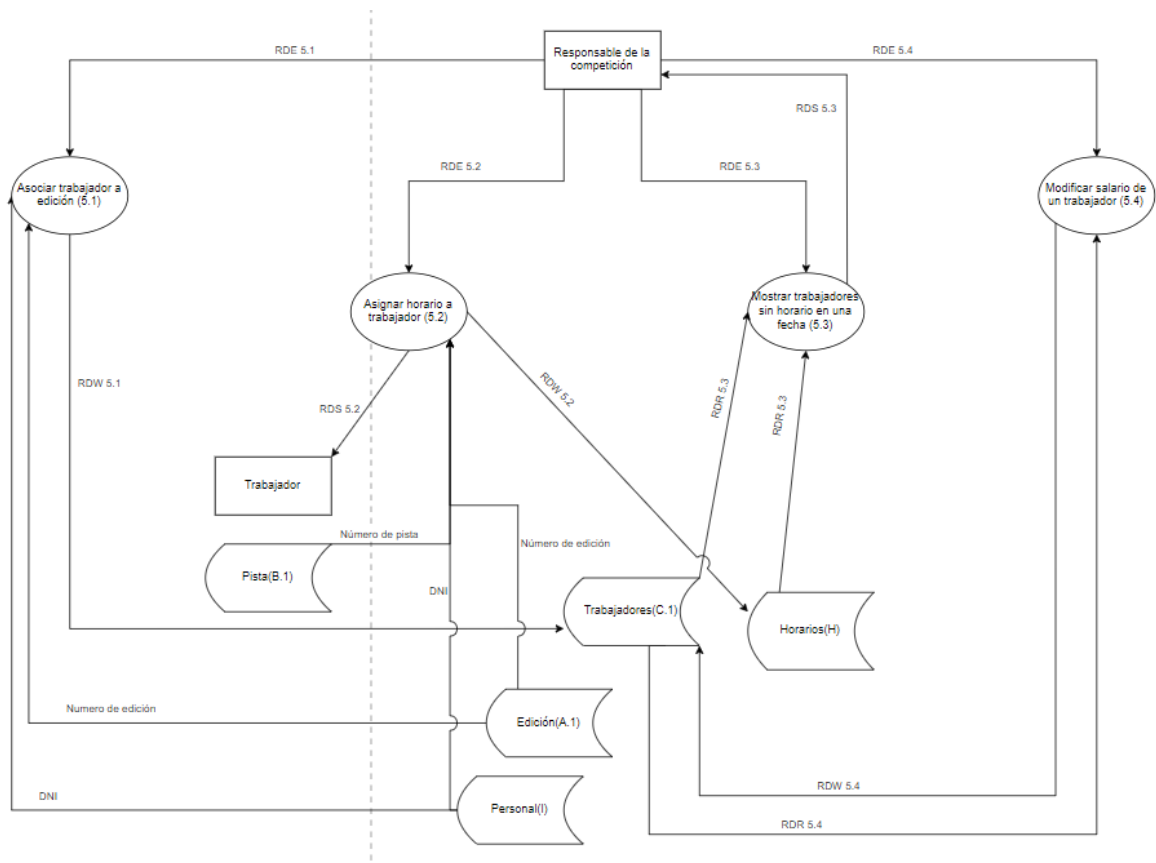 RDE 5.1
Responsable de la
competición
RDE 5.4
RDS 5.3
RDE 5.2
RDE 5.3
Asociar trabajador a
edición (5.1)
Modificar salario de
un trabajador (5.4)
Asignar horario a
trabajador (5.2)
Mostrar trabajadores
sin horario en una
fecha (5.3)
RDW 5.1
RDS 5.2
RDW 5.2
RDR 5.3
RDR 5.3
Trabajador
Número de pista
Número de edición
Pista(B.1)
DNI
Trabajadores(C.1)
Horarios(H)
Numero de edición
Edición(A.1)
DNI
Personal(I)
RDW 5.4
RDR 5.4